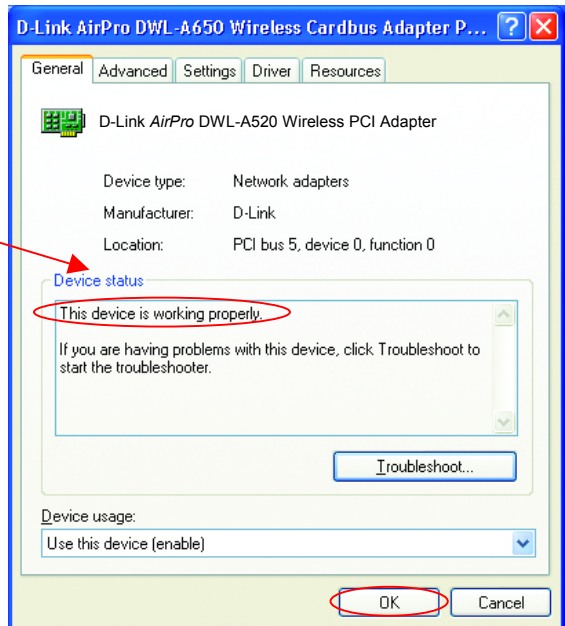 D-Link AirPro DWL-A650 Wireless Cardbus Adapter P...
General Advanced Settings Driver Resources
D-Link AirPro DWL-A520 Wireless PCI Adapter
Device type: Network adapters
Manufacturer: D-Link
Location: PCI bus 5, device 0, function 0
Device status
This device is working properly.
If you are having problems with this device, click Troubleshoot to
start the troubleshooter.
Troubleshoot...
Device usage:
Use this device (enable)
OK Cancel